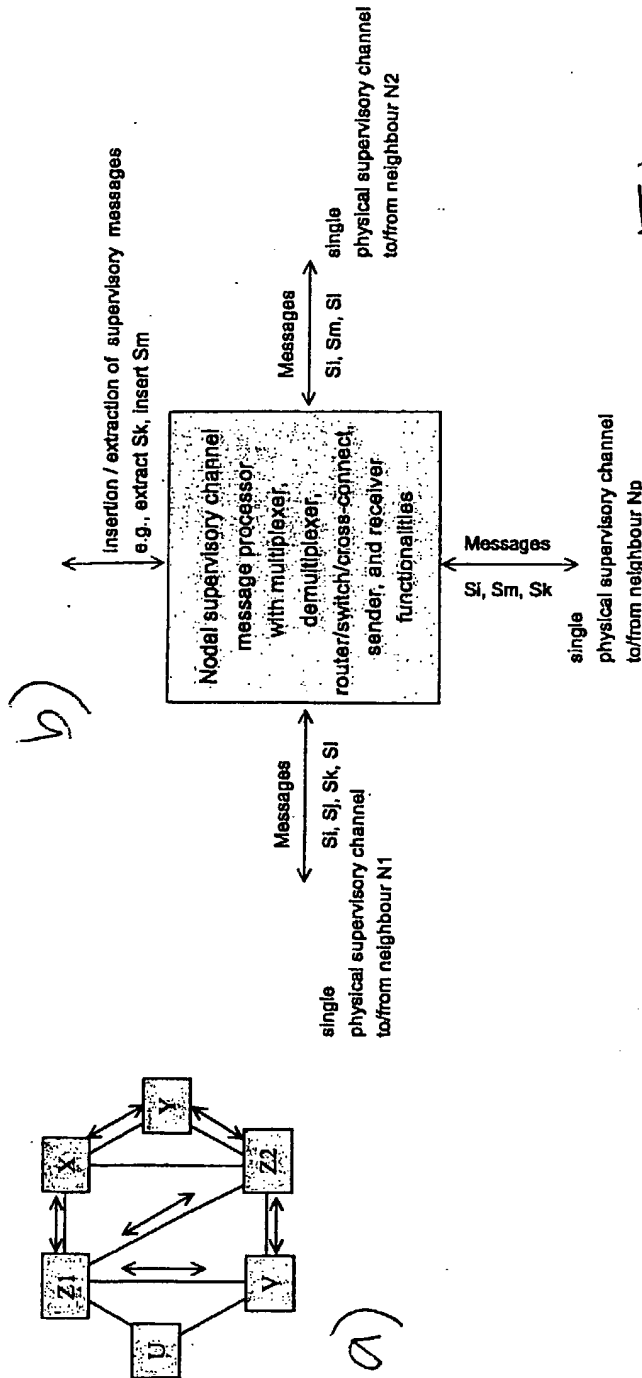 a)
U
Z1
X
V
Z2
Y
b)
Insertion / extraction of supervisory messages
e.g., extract Sk, insert Sm
Messages
Si, Sj, Sk, Sl
single
physical supervisory channel
to/from neighbour N1
Nodal supervisory channel
message processor
with multiplexer,
demultiplexer,
router/switch/cross-connect,
sender, and receiver
functionalities
Messages
Si, Sm, Sl
single
physical supervisory channel
to/from neighbour N2
Messages
Si, Sm, Sk
single
physical supervisory channel
to/from neighbour Np